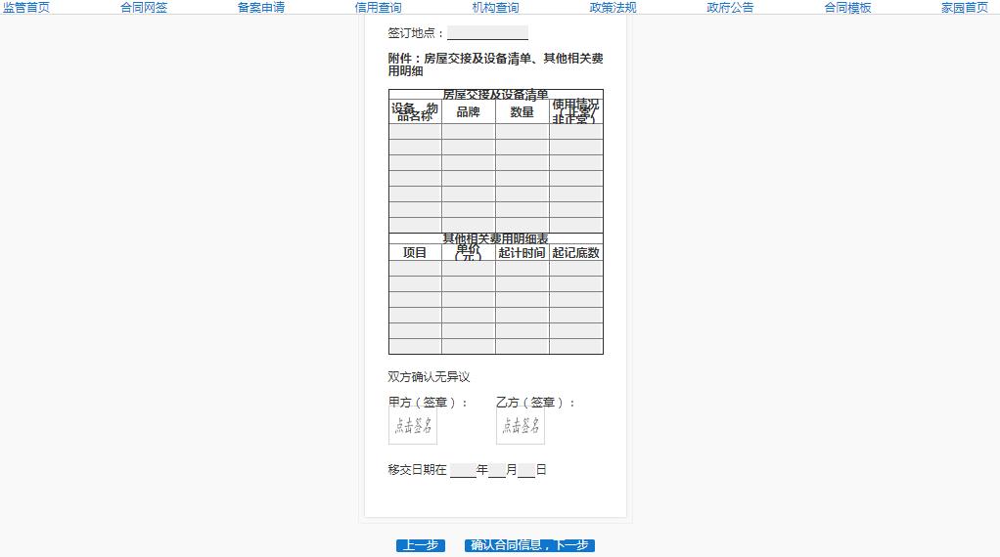 监管首页 合同网签 备案申请 信用查询 机构查询 政策法规 政府公告 合同模板 家园首页
签订地点：
附件：房屋交接及设备清单、其他相关费
用明细
房屋交接及设备清单
设备、物品名称 品牌 数量 使用情况（正常/非正常）
其他相关费用明细表
项目 单价（元） 起计时间 起记底数
双方确认无异议
甲方（签章）： 乙方（签章）：
点击签名 点击签名
移交日期在 年 月 日
上一步 确认合同信息，下一步